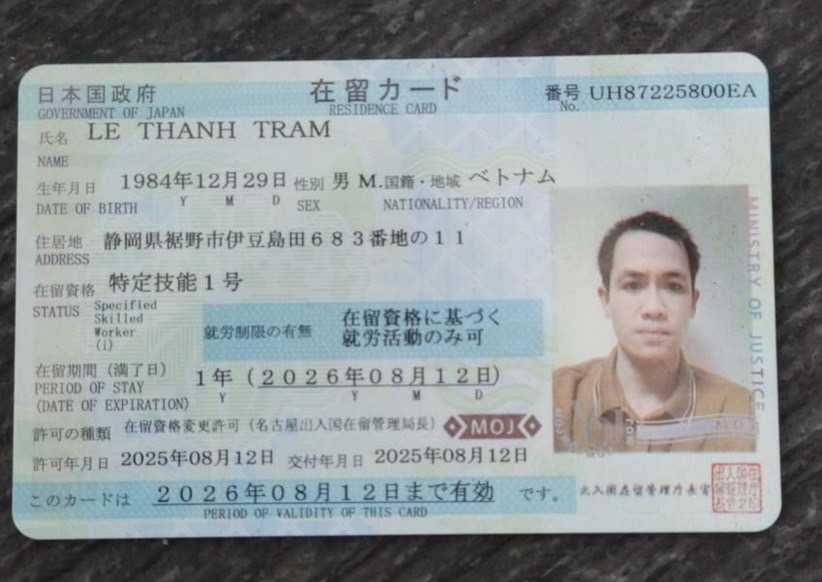 日本国政府 在留カード 番号 UH87225800EA
GOVERNMENT OF JAPAN RESIDENCE CARD No.
氏名 LE THANH TRAM
NAME
生年月日 1984年12月29日 性別 男 M. 国籍・地域 ベトナム
DATE OF BIRTH Y M D SEX NATIONALITY/REGION
住居地 静岡県裾野市伊豆島田683番地の11
ADDRESS
在留資格 特定技能1号
STATUS Specified
Skilled
Worker
(i)
就労制限の有無 在留資格に基づく
就労活動のみ可
在留期間(満了日) 1年(2026年08月12日)
PERIOD OF STAY Y Y M D
(DATE OF EXPIRATION)
許可の種類 在留資格変更許可(名古屋出入国在留管理局長) MOJ
許可年月日 2025年08月12日 交付年月日 2025年08月12日
このカードは 2026年08月12日まで有効 です。
PERIOD OF VALIDITY OF THIS CARD
出入国在留管理庁長官
MINISTRY OF JUSTICE